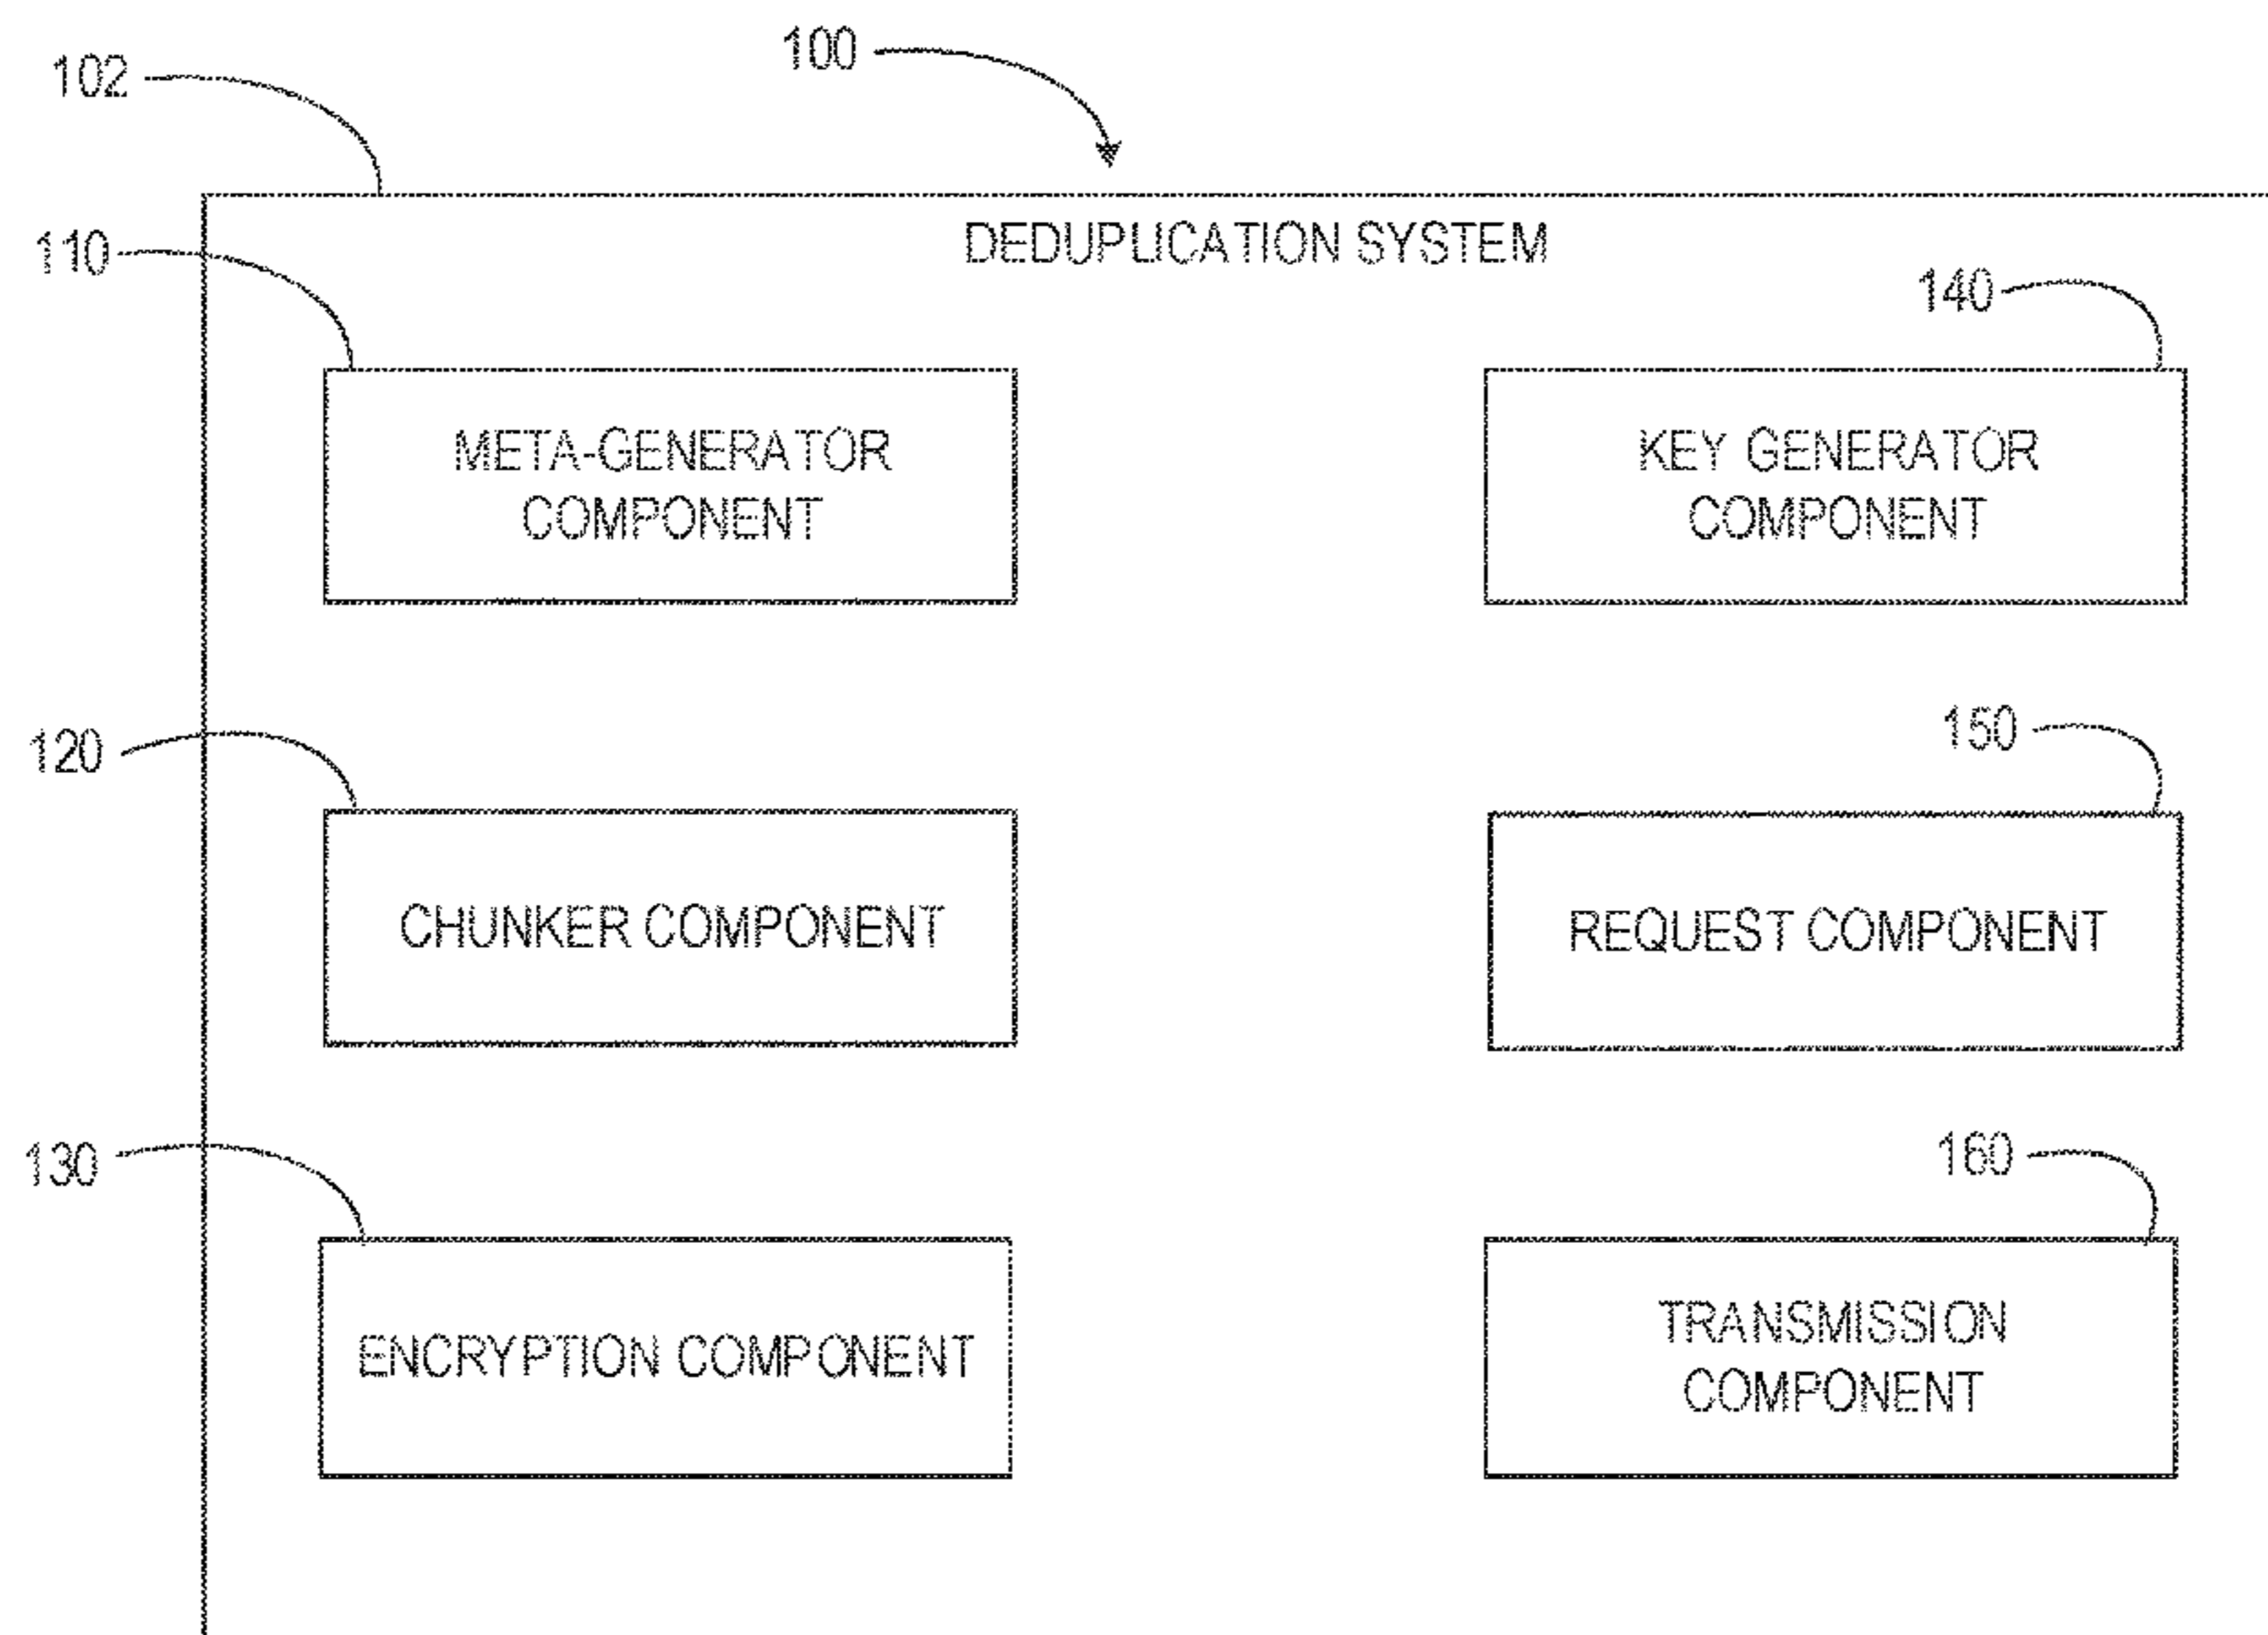 100
102
DEDUPLICATION SYSTEM
110
140
META-GENERATOR
COMPONENT
KEY GENERATOR
COMPONENT
120
150
CHUNKER COMPONENT
REQUEST COMPONENT
130
160
ENCRYPTION COMPONENT
TRANSMISSION
COMPONENT